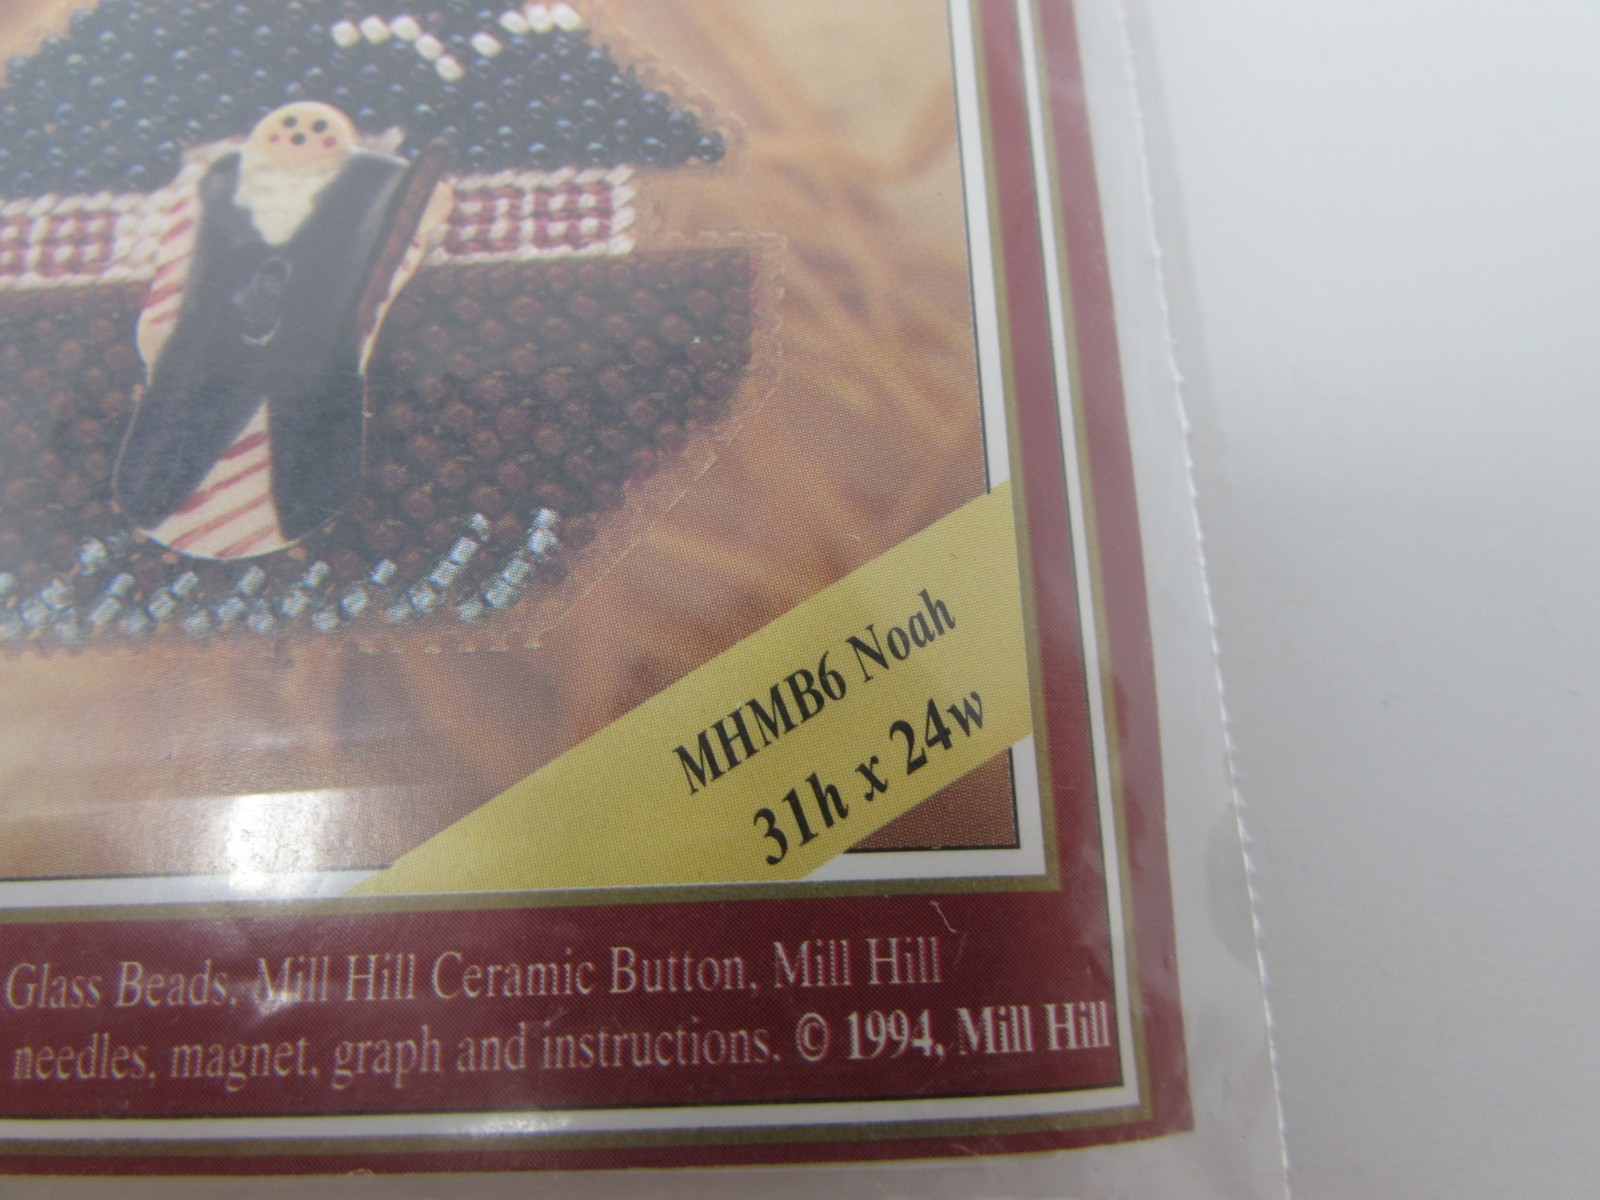 MHMB6 Noah
31h x 24w
Glass Beads, Mill Hill Ceramic Button, Mill Hill
needles, magnet, graph and instructions. © 1994, Mill Hill